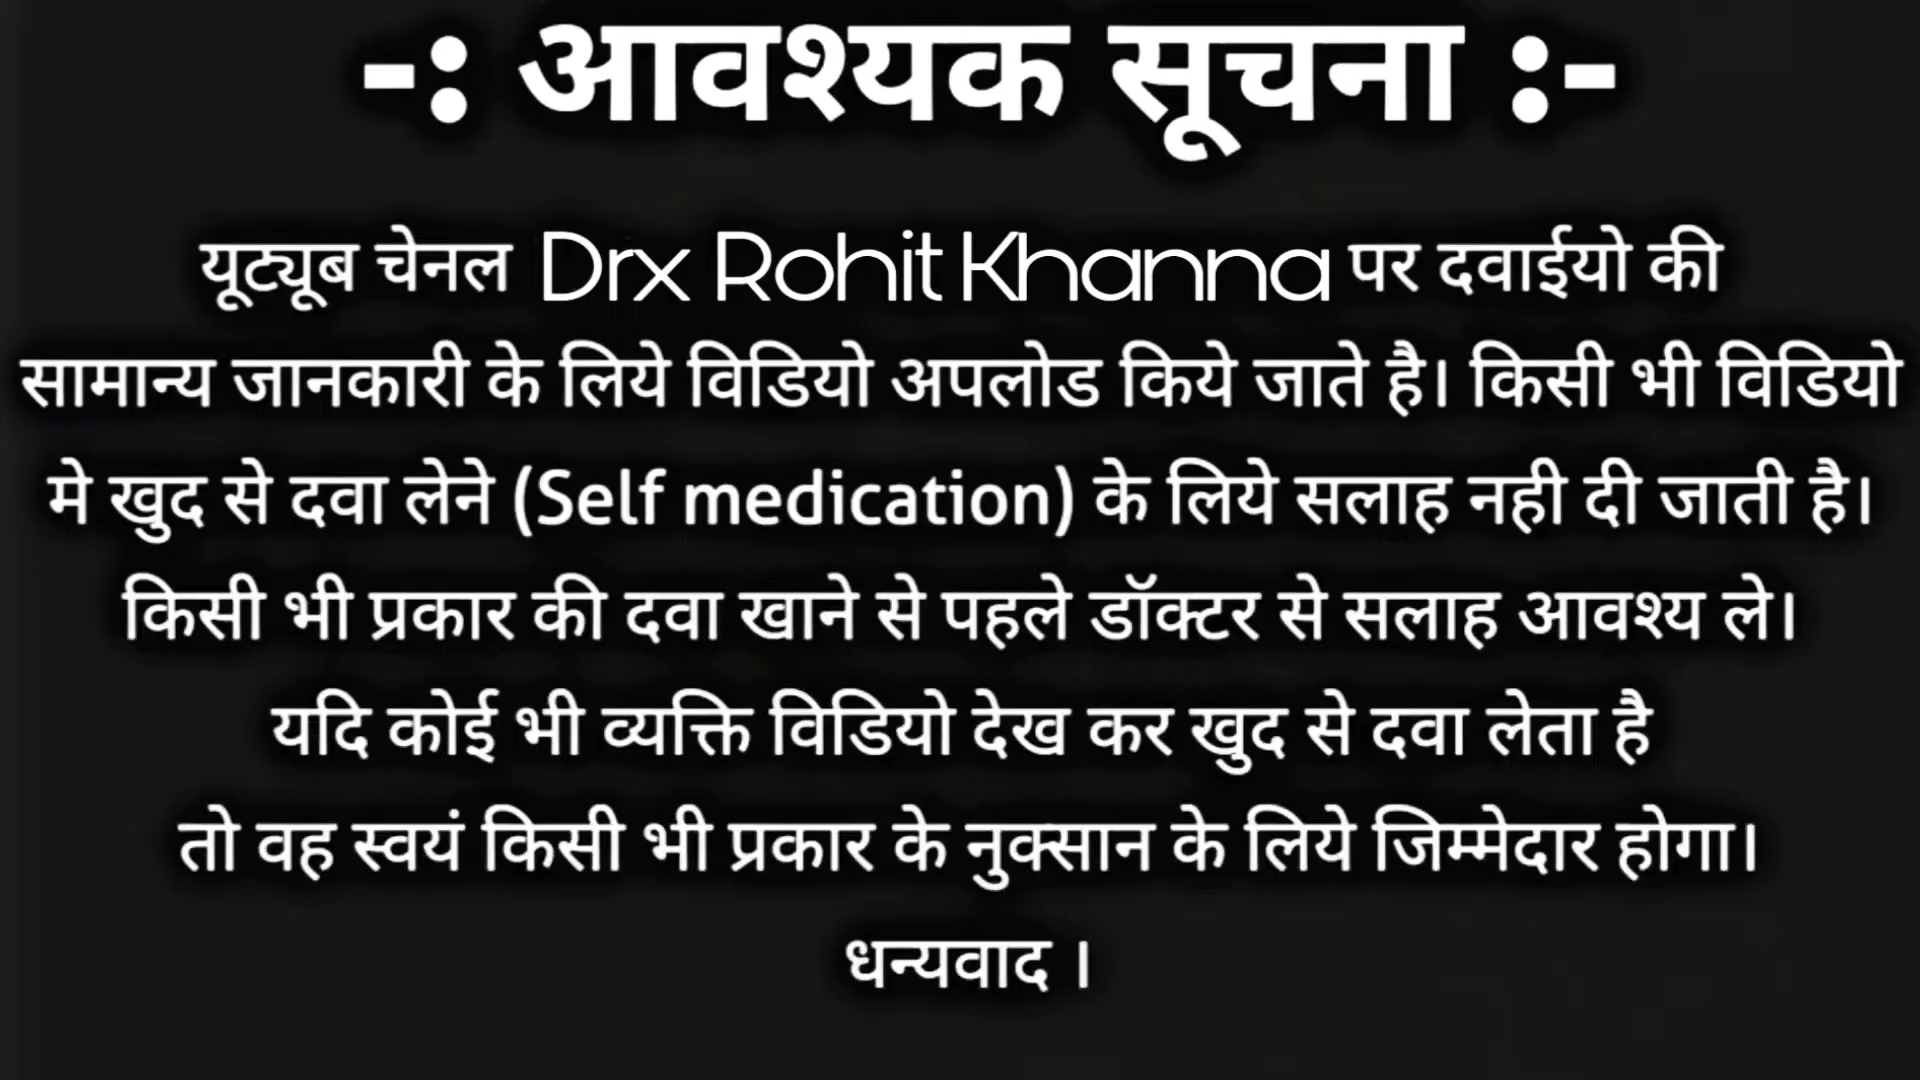 -: आवश्यक सूचना :-
यूट्यूब चेनल Drx Rohit Khanna पर दवाईयो की
सामान्य जानकारी के लिये विडियो अपलोड किये जाते है। किसी भी विडियो
मे खुद से दवा लेने (Self medication) के लिये सलाह नही दी जाती है।
किसी भी प्रकार की दवा खाने से पहले डॉक्टर से सलाह आवश्य ले।
यदि कोई भी व्यक्ति विडियो देख कर खुद से दवा लेता है
तो वह स्वयं किसी भी प्रकार के नुक्सान के लिये जिम्मेदार होगा।
धन्यवाद ।